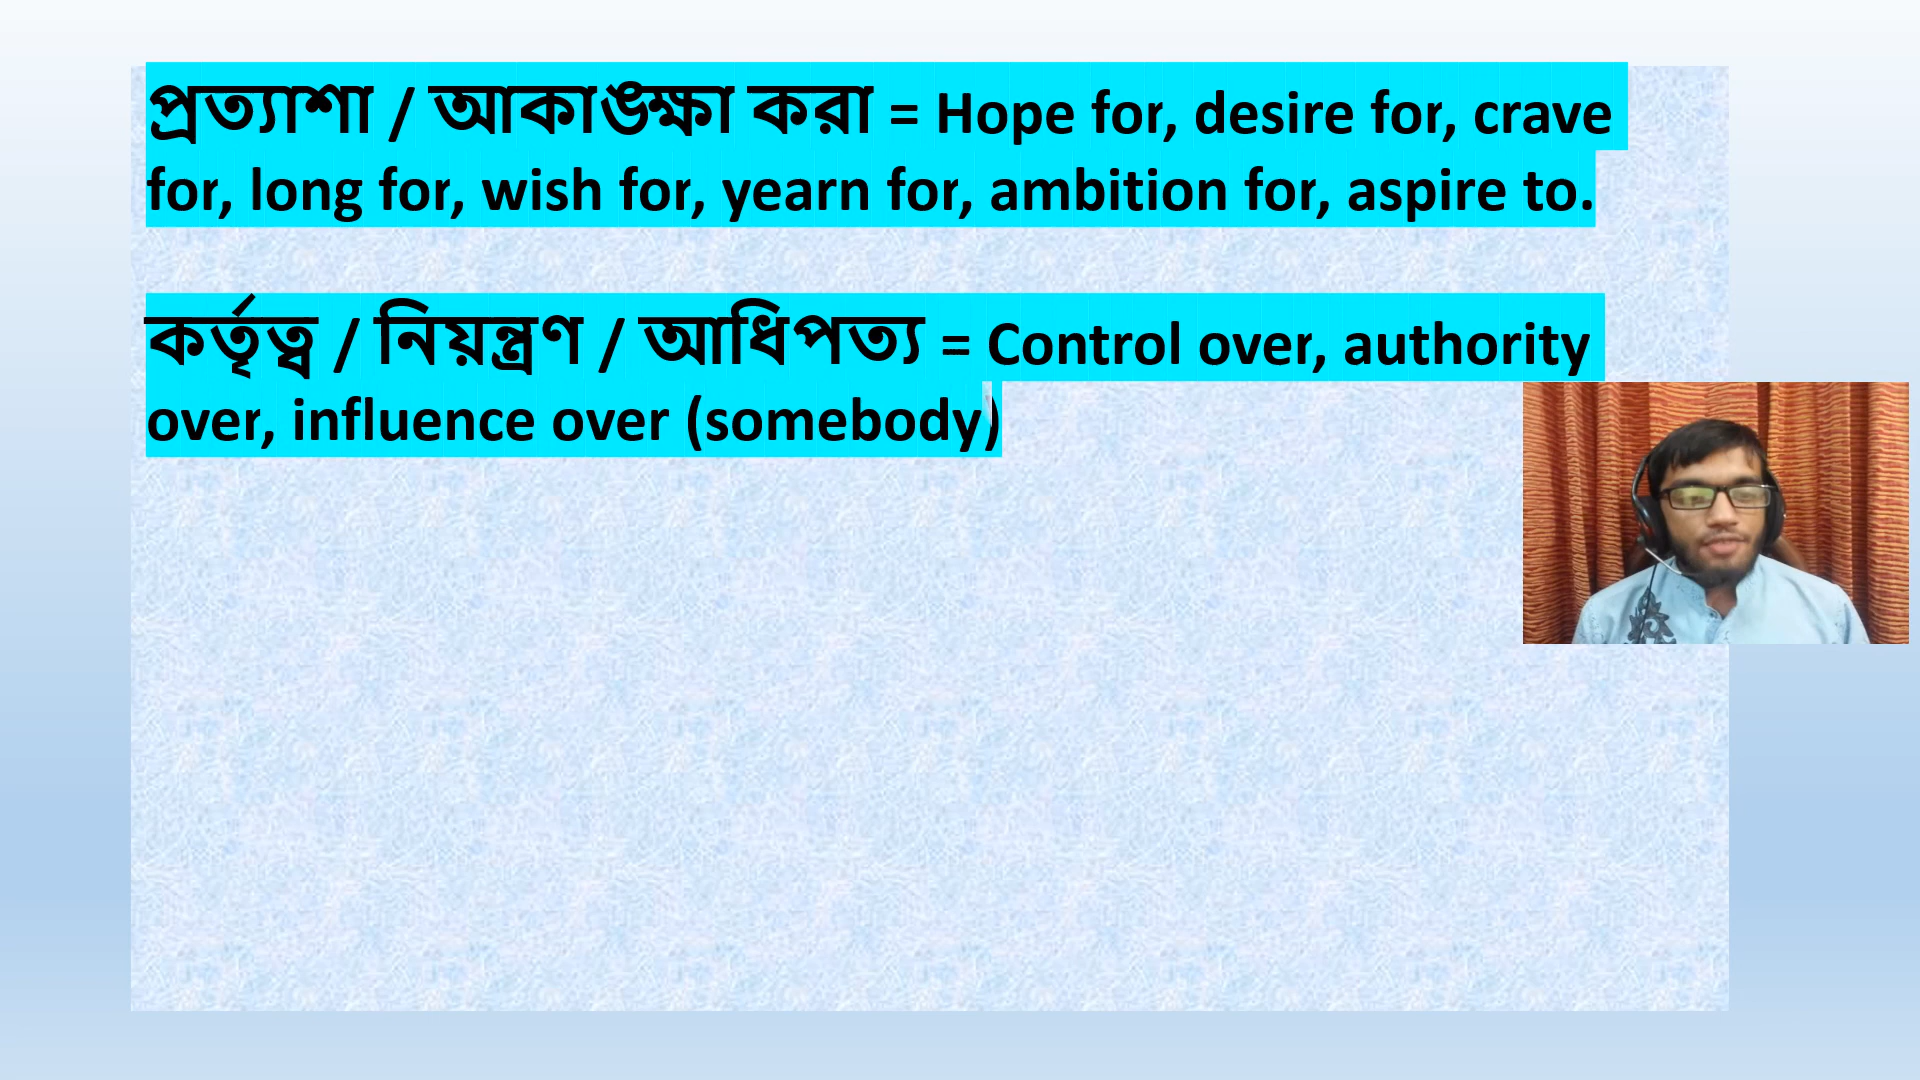 প্রত্যাশা / আকাঙ্ক্ষা করা = Hope for, desire for, crave
for, long for, wish for, yearn for, ambition for, aspire to.
কর্তৃত্ব / নিয়ন্ত্রণ / আধিপত্য = Control over, authority
over, influence over (somebody)